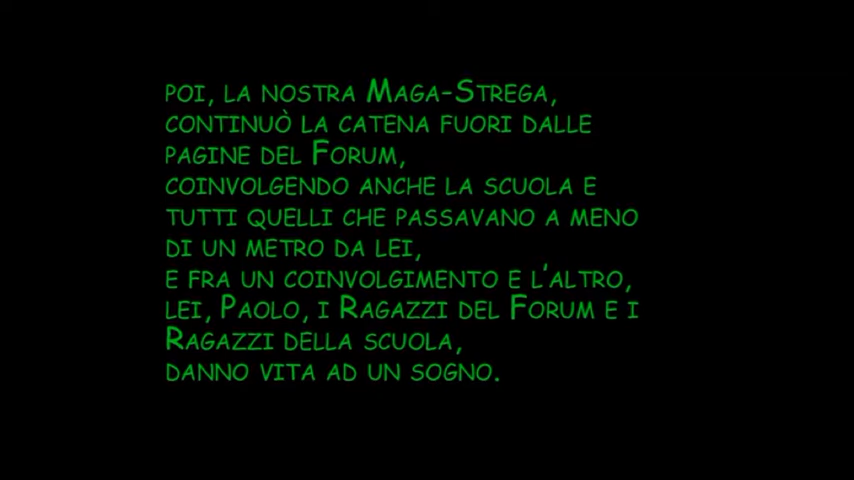 POI, LA NOSTRA MAGA-STREGA,
CONTINUÒ LA CATENA FUORI DALLE
PAGINE DEL FORUM,
COINVOLGENDO ANCHE LA SCUOLA E
TUTTI QUELLI CHE PASSAVANO A MENO
DI UN METRO DA LEI,
E FRA UN COINVOLGIMENTO E L'ALTRO,
LEI, PAOLO, I RAGAZZI DEL FORUM E I
RAGAZZI DELLA SCUOLA,
DANNO VITA AD UN SOGNO.